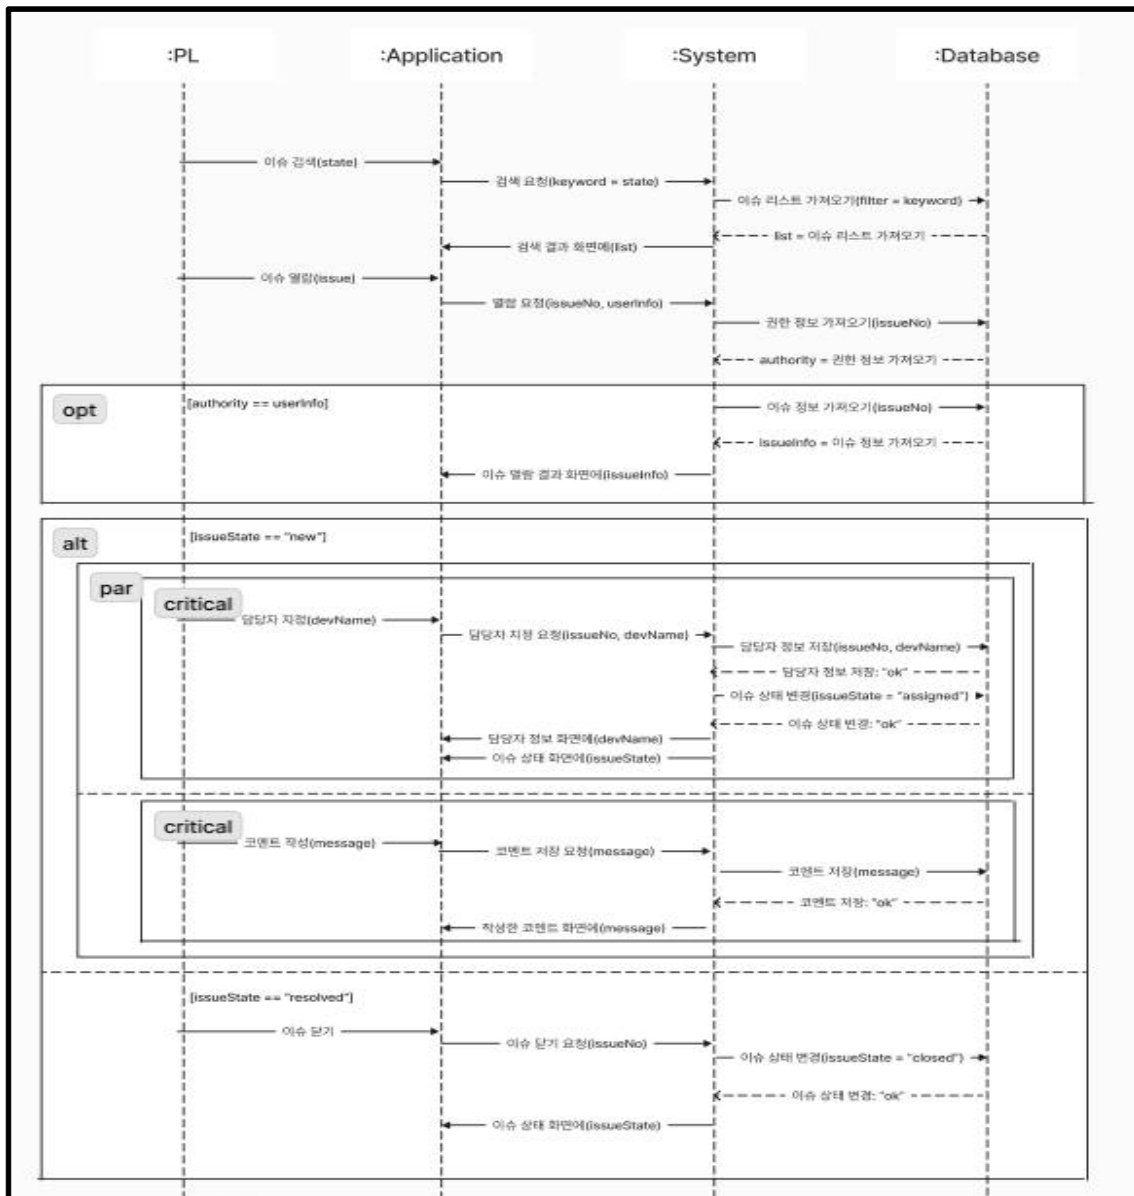 :PL :Application :System :Database
이슈 검색(state)
검색 요청(keyword = state)
이슈 리스트 가져오기(filter = keyword)
list = 이슈 리스트 가져오기
검색 결과 화면에(list)
이슈 열람(issue)
열람 요청(issueNo, userInfo)
권한 정보 가져오기(issueNo)
authority = 권한 정보 가져오기
opt
[authority == userInfo]
이슈 정보 가져오기(issueNo)
issueInfo = 이슈 정보 가져오기
이슈 열람 결과 화면에(issueInfo)
alt
[issueState == "new"]
par
critical
담당자 지정(devName)
담당자 지정 요청(issueNo, devName)
담당자 정보 저장(issueNo, devName)
담당자 정보 저장: "ok"
이슈 상태 변경(issueState = "assigned")
이슈 상태 변경: "ok"
담당자 정보 화면에(devName)
이슈 상태 화면에(issueState)
critical
코멘트 작성(message)
코멘트 저장 요청(message)
코멘트 저장(message)
코멘트 저장: "ok"
작성한 코멘트 화면에(message)
[issueState == "resolved"]
이슈 닫기
이슈 닫기 요청(issueNo)
이슈 상태 변경(issueState = "closed")
이슈 상태 변경: "ok"
이슈 상태 화면에(issueState)